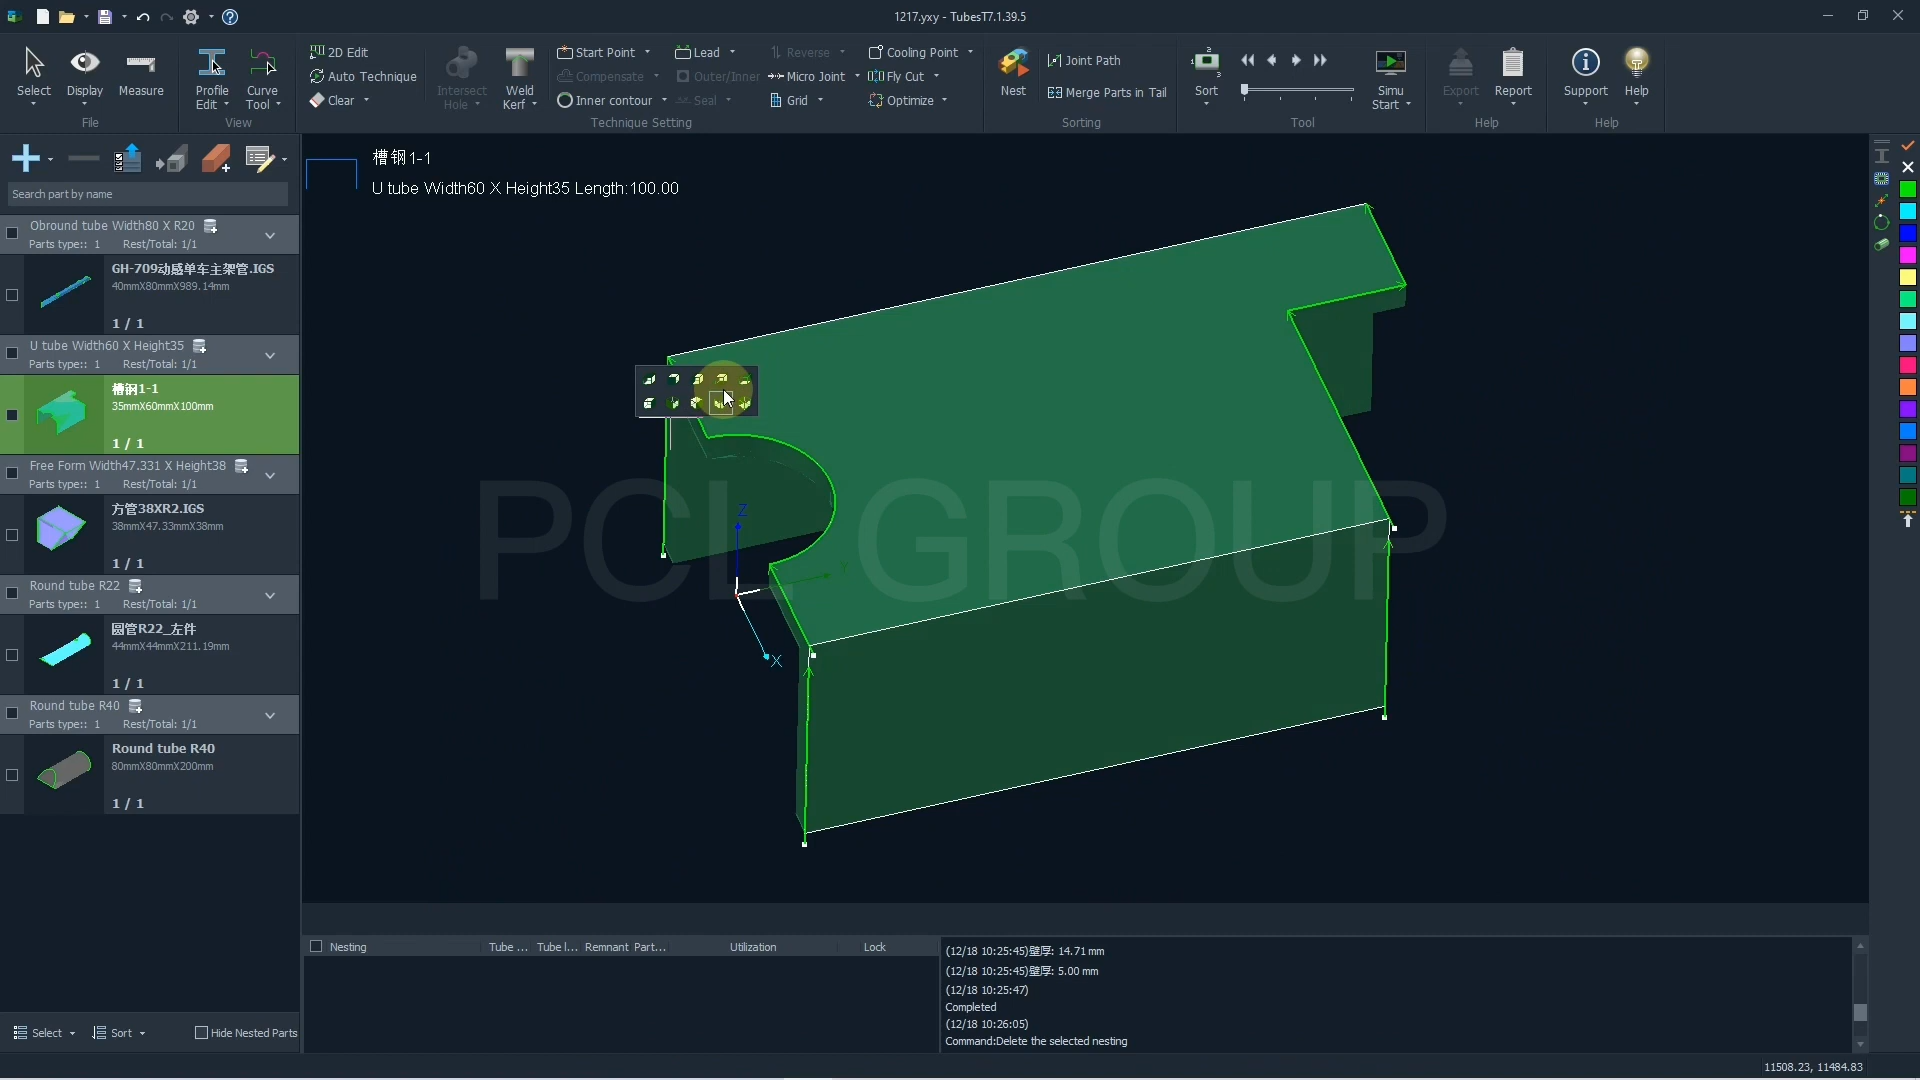 1217.yxy - TubesT7.1.39.5
Select
Display
Measure
File
Profile
Edit
Curve
Tool
View
2D Edit
Auto Technique
Clear
Intersect
Hole
Weld
Kerf
Start Point
Compensate
Inner contour
Lead
Outer/Inner
Seal
Reverse
Micro Joint
Grid
Cooling Point
Fly Cut
Optimize
Technique Setting
Nest
Joint Path
Merge Parts in Tail
Sorting
Sort
Simu
Start
Tool
Export
Report
Help
Support
Help
Help
Search part by name
Obround tube Width80 X R20
Parts type:: 1 Rest/Total: 1/1
GH-709动感单车主架管.IGS
40mmX80mmX989.14mm
1 / 1
U tube Width60 X Height35
Parts type:: 1 Rest/Total: 1/1
槽钢1-1
35mmX60mmX100mm
1 / 1
Free Form Width47.331 X Height38
Parts type:: 1 Rest/Total: 1/1
方管38XR2.IGS
38mmX47.33mmX38mm
1 / 1
Round tube R22
Parts type:: 1 Rest/Total: 1/1
圆管R22_左件
44mmX44mmX211.19mm
1 / 1
Round tube R40
Parts type:: 1 Rest/Total: 1/1
Round tube R40
80mmX80mmX200mm
1 / 1
Select
Sort
Hide Nested Parts
槽钢1-1
U tube Width60 X Height35 Length:100.00
Z
Y
X
PCL GROUP
Nesting Tube ... Tube l... Remnant Part... Utilization Lock
(12/18 10:25:45)壁厚: 14.71 mm
(12/18 10:25:45)壁厚: 5.00 mm
(12/18 10:25:47)
Completed
(12/18 10:26:05)
Command:Delete the selected nesting
11508.23, 11484.83